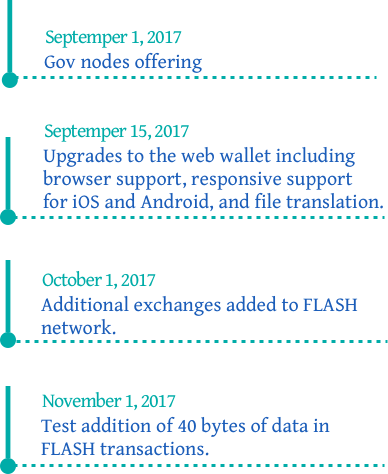 Septemper 1, 2017
Gov nodes offering
Septemper 15, 2017
Upgrades to the web wallet including
browser support, responsive support
for iOS and Android, and file translation.
October 1, 2017
Additional exchanges added to FLASH
network.
November 1, 2017
Test addition of 40 bytes of data in
FLASH transactions.